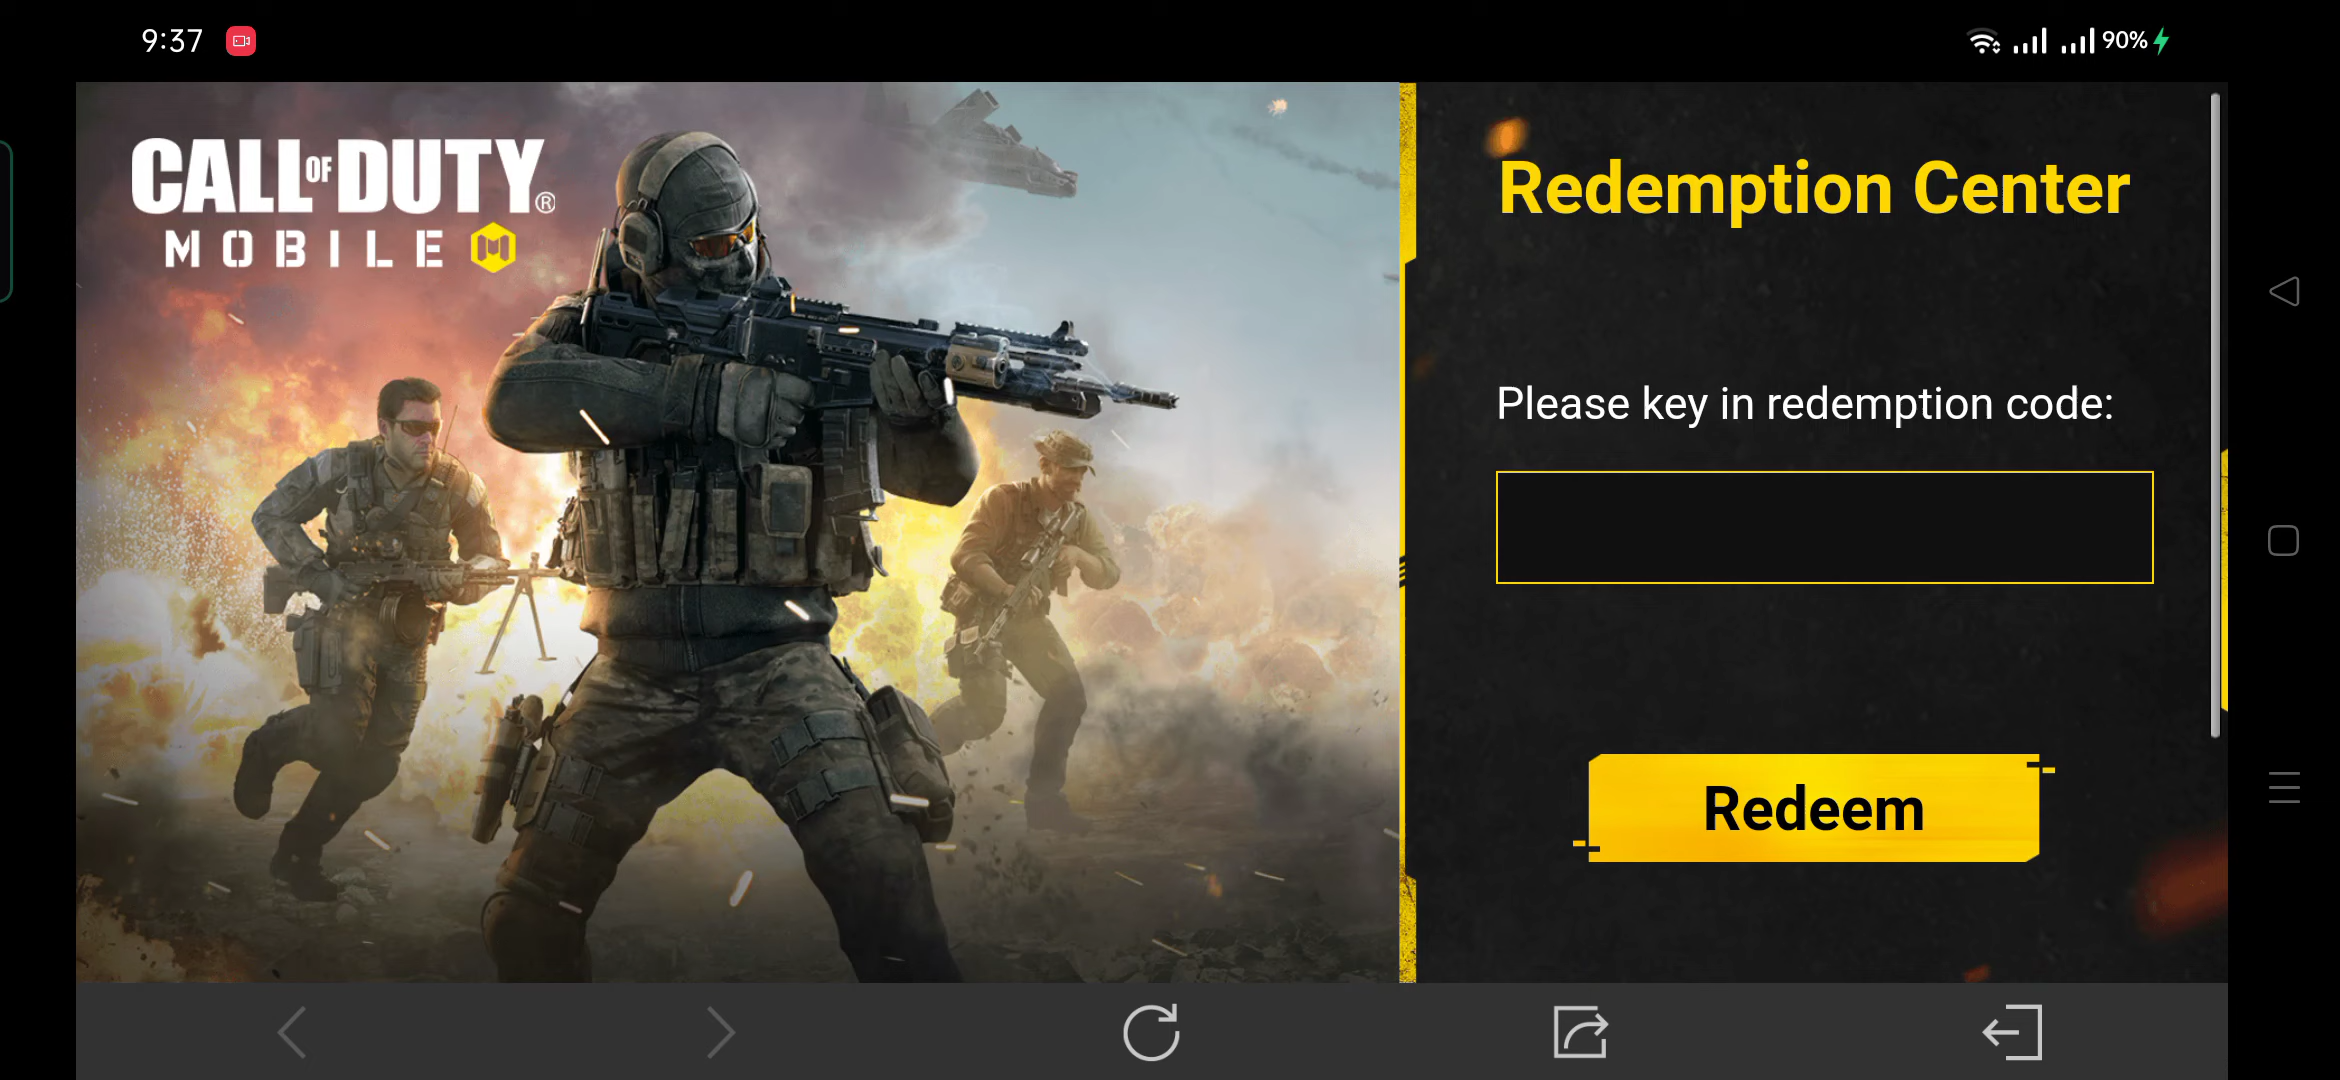 9:37
90%
CALL OF DUTY®
MOBILE
Redemption Center
Please key in redemption code:
Redeem